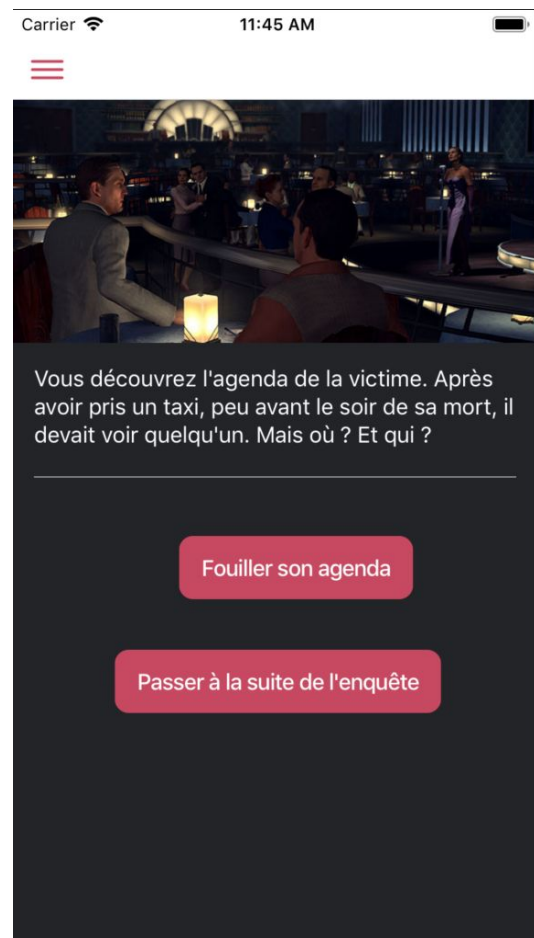 Carrier 11:45 AM
Vous découvrez l'agenda de la victime. Après
avoir pris un taxi, peu avant le soir de sa mort, il
devait voir quelqu'un. Mais où ? Et qui ?
Fouiller son agenda
Passer à la suite de l'enquête